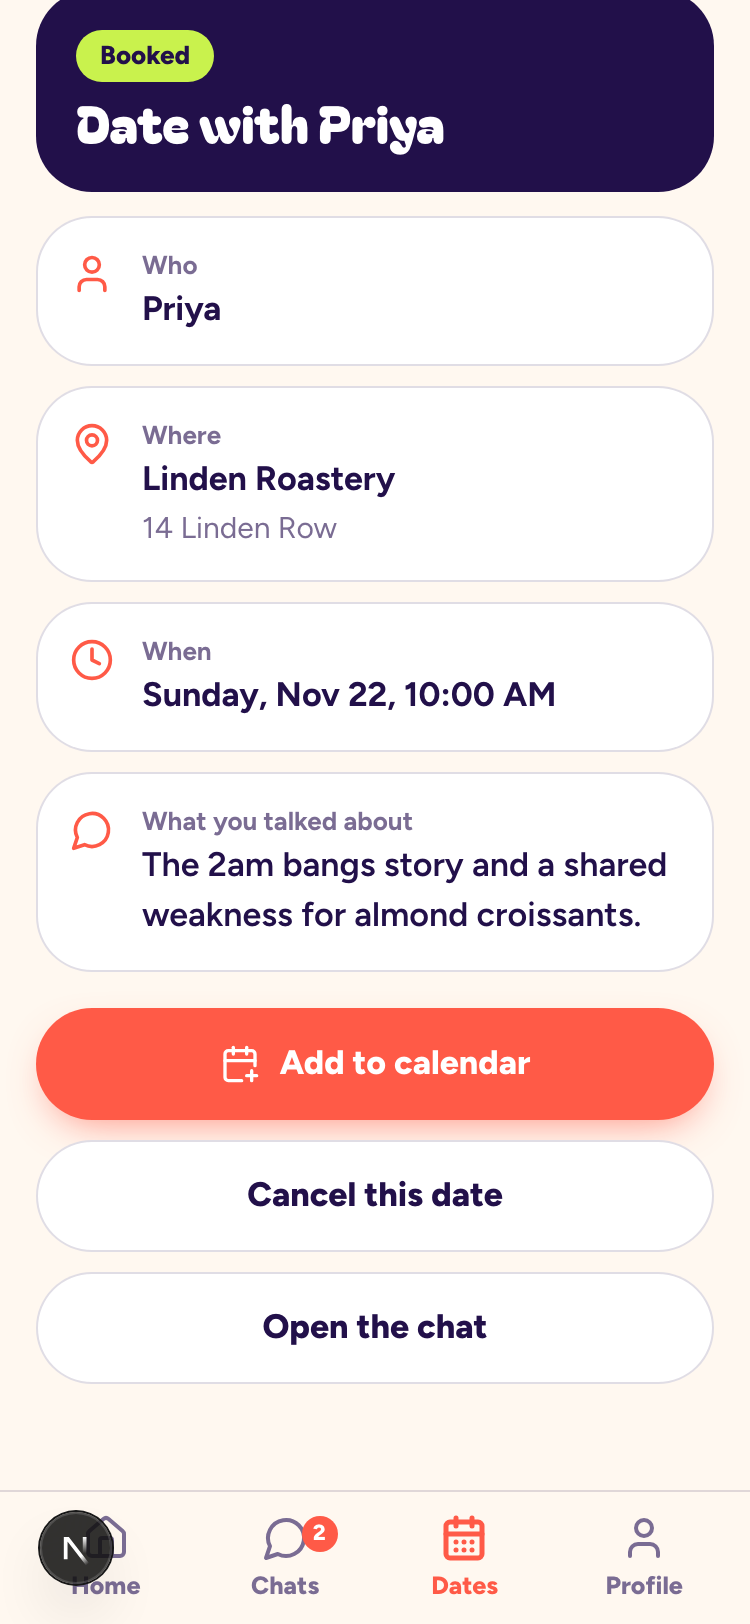 Booked
Date with Priya
Who
Priya
Where
Linden Roastery
14 Linden Row
When
Sunday, Nov 22, 10:00 AM
What you talked about
The 2am bangs story and a shared
weakness for almond croissants.
Add to calendar
Cancel this date
Open the chat
N
2
Home
Chats
Dates
Profile